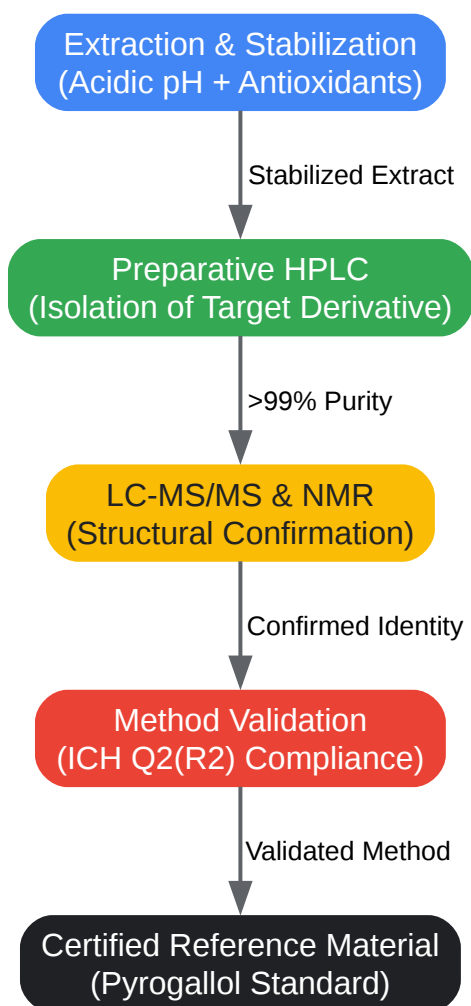 Extraction & Stabilization
(Acidic pH + Antioxidants)
Stabilized Extract
Preparative HPLC
(Isolation of Target Derivative)
>99% Purity
LC-MS/MS & NMR
(Structural Confirmation)
Confirmed Identity
Method Validation
(ICH Q2(R2) Compliance)
Validated Method
Certified Reference Material
(Pyrogallol Standard)